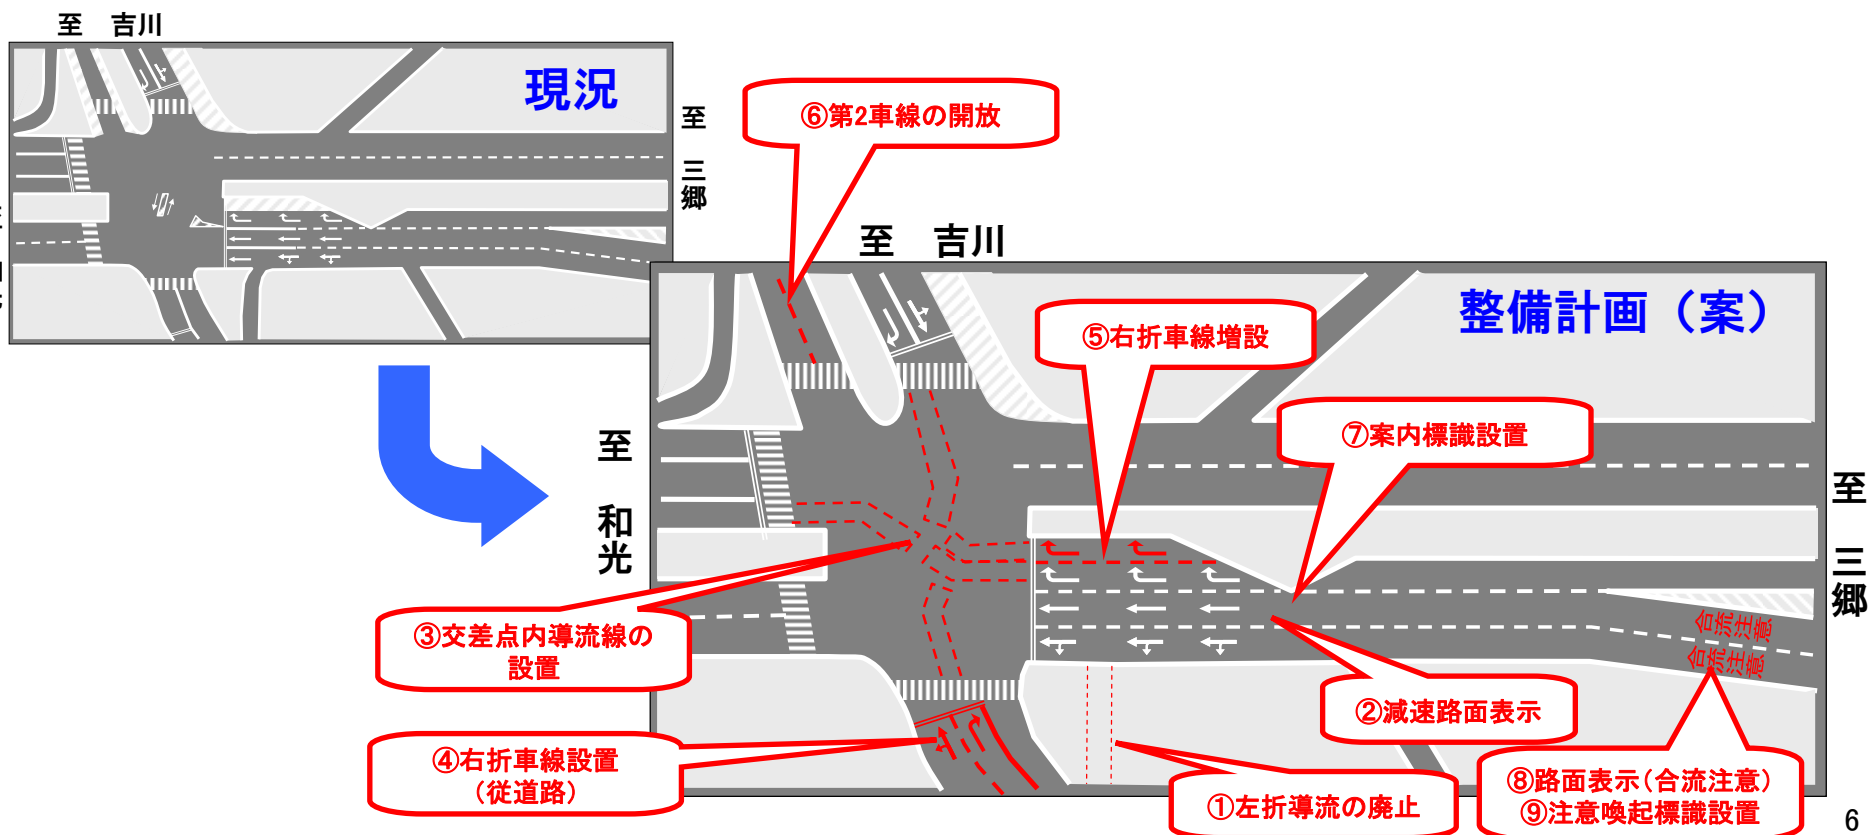 至 吉川
現況
至 三郷
⑥第2車線の開放
至 吉川
整備計画（案）
⑤右折車線増設
⑦案内標識設置
至 和光
至 三郷
③交差点内導流線の
設置
合流注意
合流注意
②減速路面表示
④右折車線設置
（従道路）
①左折導流の廃止
⑧路面表示（合流注意）
⑨注意喚起標識設置
6